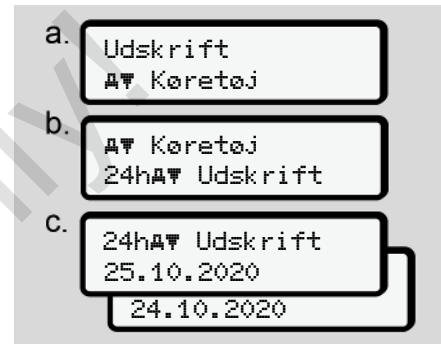 a.
Udskrift
A▼ Køretøj
b.
A▼ Køretøj
24hA▼ Udskrift
c.
24hA▼ Udskrift
25.10.2020
24.10.2020